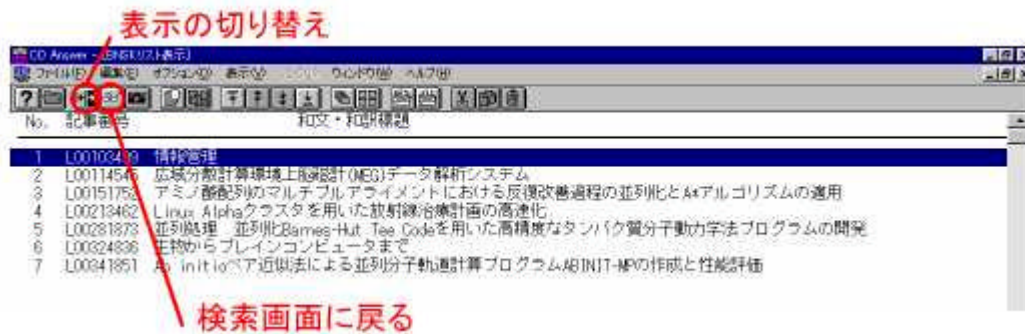 表示の切り替え
CD Answer - [BNSKリスト表示]
ファイル(F) 編集(E) オプション(O) 表示(V) ウィンドウ(W) ヘルプ(H)
No. 記事番号 和文・和訳標題
1 L00103439 情報管理
2 L00114545 広域分散計算環境上脳磁計(MEG)データ解析システム
3 L00151752 アミノ酸配列のマルチプルアライメントにおける反復改善過程の並列化とA*アルゴリズムの適用
4 L00213462 Linux Alphaクラスタを用いた放射線治療計画の高速化
5 L00281873 並列処理 並列化Barnes-Hut Tee Codeを用いた高精度なタンパク質分子動力学法プログラムの開発
6 L00324836 生物からブレインコンピュータまで
7 L00341851 Ab initioペア近似法による並列分子軌道計算プログラムABINIT-MPの作成と性能評価
検索画面に戻る